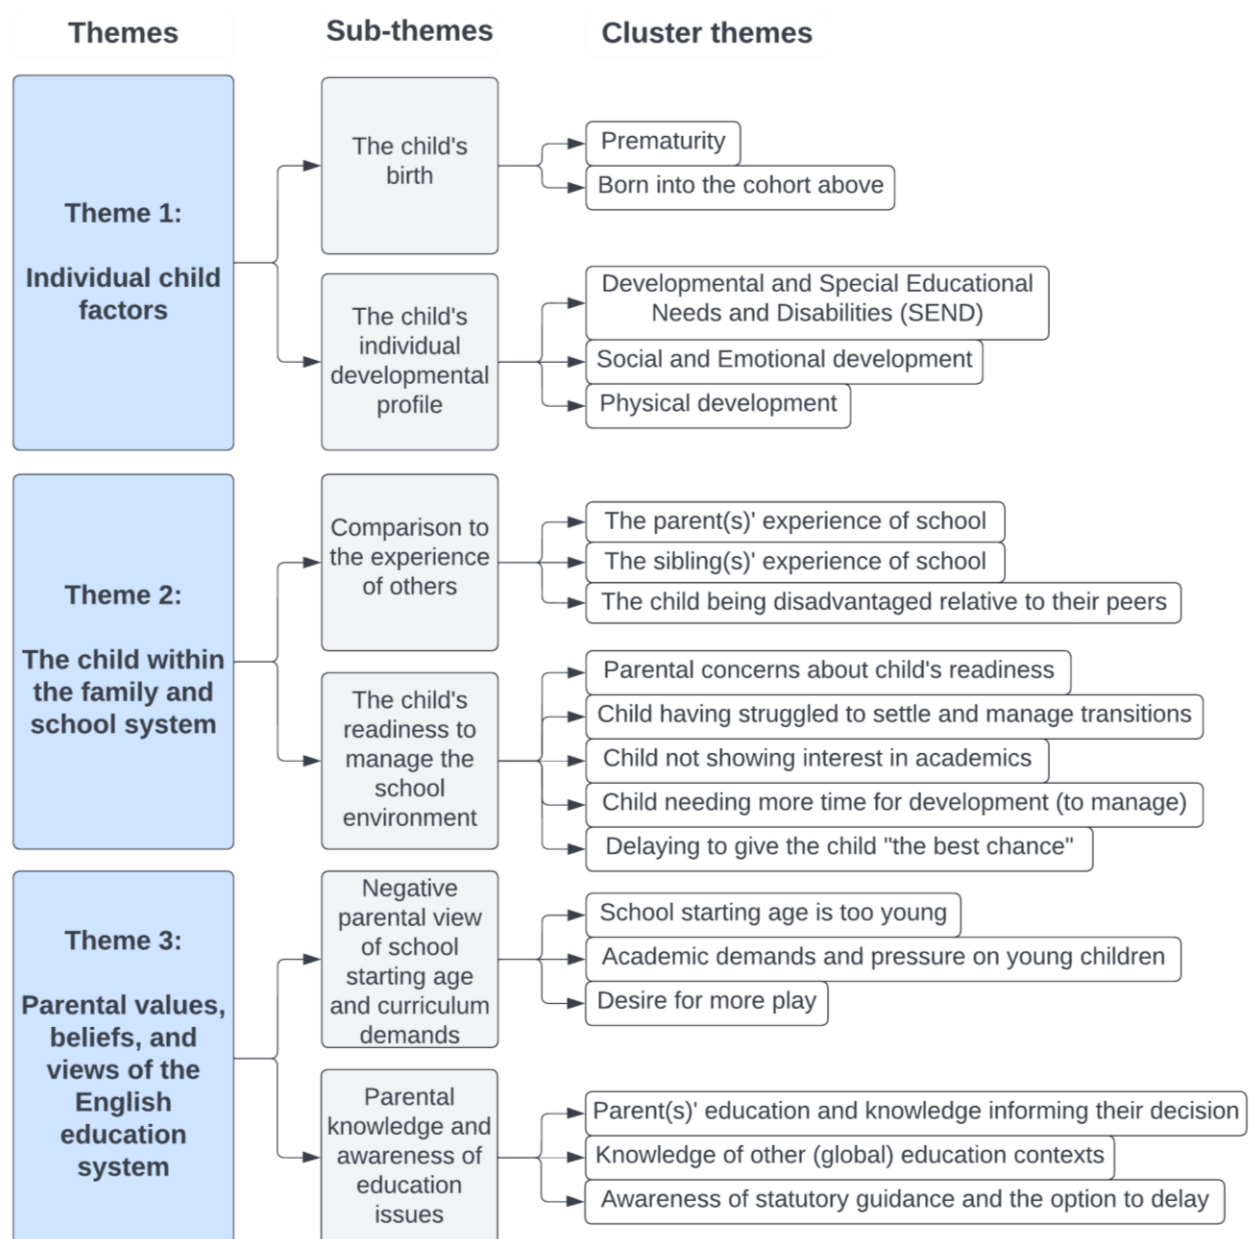 Themes
Sub-themes
Cluster themes
Theme 1:
Individual child
factors
The child's
birth
Prematurity
Born into the cohort above
The child's
individual
developmental
profile
Developmental and Special Educational
Needs and Disabilities (SEND)
Social and Emotional development
Physical development
Theme 2:
The child within
the family and
school system
Comparison to
the experience
of others
The parent(s)' experience of school
The sibling(s)' experience of school
The child being disadvantaged relative to their peers
The child's
readiness to
manage the
school
environment
Parental concerns about child's readiness
Child having struggled to settle and manage transitions
Child not showing interest in academics
Child needing more time for development (to manage)
Delaying to give the child "the best chance"
Theme 3:
Parental values,
beliefs, and
views of the
English
education
system
Negative
parental view
of school
starting age
and curriculum
demands
School starting age is too young
Academic demands and pressure on young children
Desire for more play
Parental
knowledge and
awareness of
education
issues
Parent(s)' education and knowledge informing their decision
Knowledge of other (global) education contexts
Awareness of statutory guidance and the option to delay